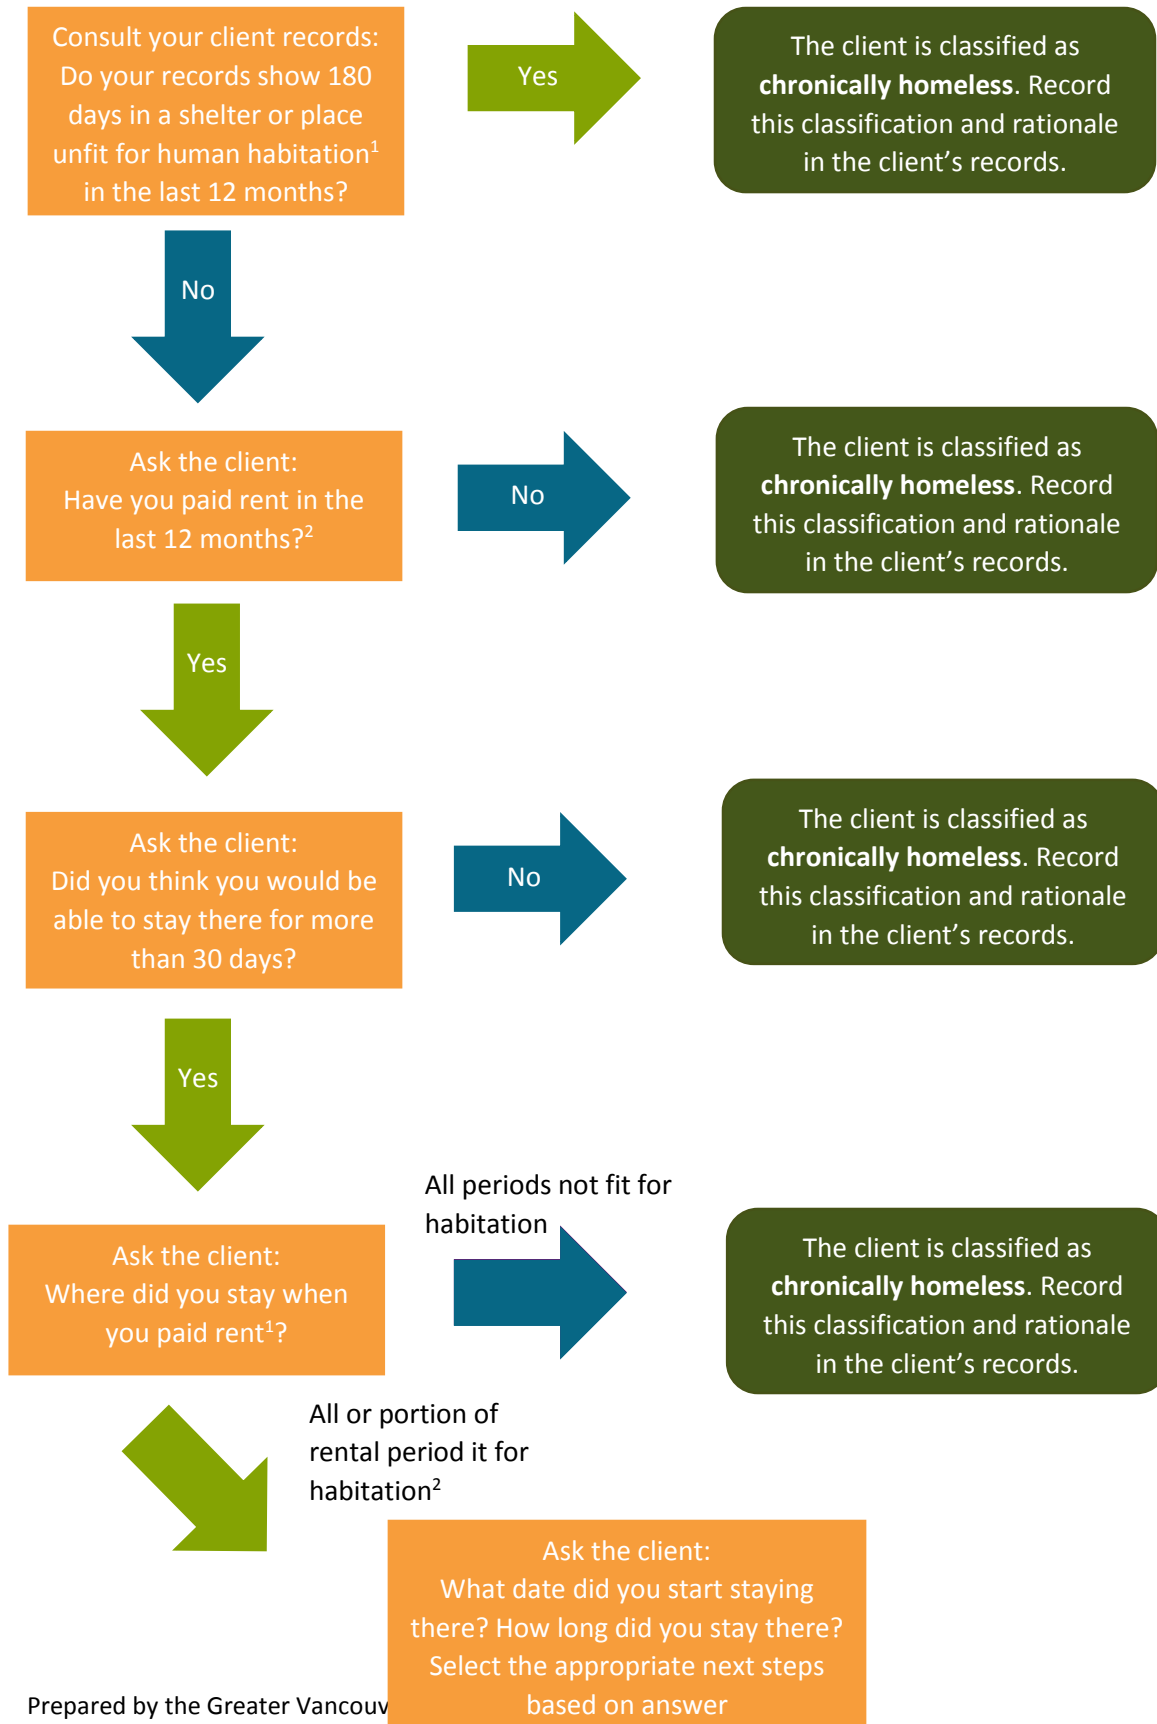 Consult your client records:
Do your records show 180
days in a shelter or place
unfit for human habitation¹
in the last 12 months?
Yes
The client is classified as
chronically homeless. Record
this classification and rationale
in the client’s records.
No
Ask the client:
Have you paid rent in the
last 12 months?²
No
The client is classified as
chronically homeless. Record
this classification and rationale
in the client’s records.
Yes
Ask the client:
Did you think you would be
able to stay there for more
than 30 days?
No
The client is classified as
chronically homeless. Record
this classification and rationale
in the client’s records.
Yes
All periods not fit for
habitation
Ask the client:
Where did you stay when
you paid rent¹?
The client is classified as
chronically homeless. Record
this classification and rationale
in the client’s records.
All or portion of
rental period it for
habitation²
Ask the client:
What date did you start staying
there? How long did you stay there?
Select the appropriate next steps
based on answer
Prepared by the Greater Vancouv